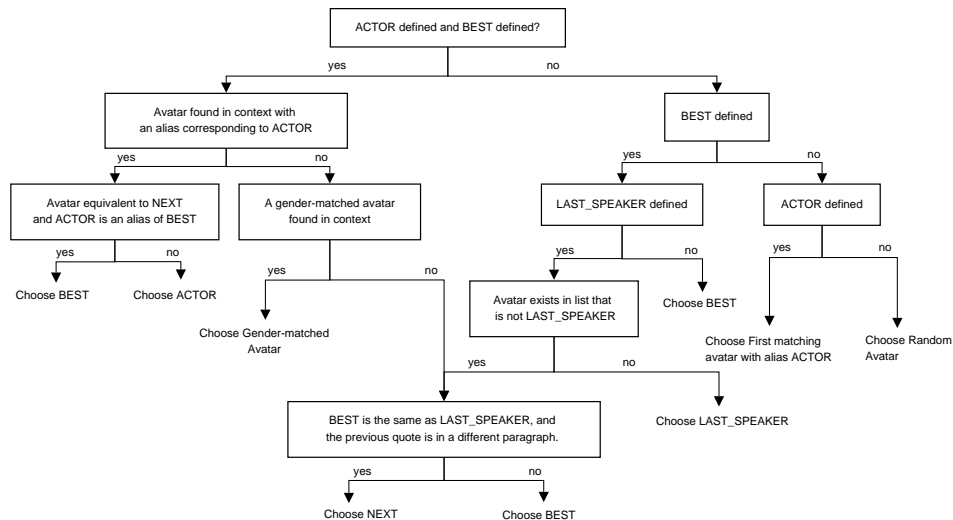 ACTOR defined and BEST defined?
yes
no
Avatar found in context with
an alias corresponding to ACTOR
BEST defined
yes
no
yes
no
Avatar equivalent to NEXT
and ACTOR is an alias of BEST
A gender-matched avatar
found in context
LAST_SPEAKER defined
ACTOR defined
yes
no
yes
no
yes
no
yes
no
Choose BEST
Choose ACTOR
Avatar exists in list that
is not LAST_SPEAKER
Choose BEST
Choose Gender-matched
Avatar
Choose First matching
avatar with alias ACTOR
Choose Random
Avatar
yes
no
BEST is the same as LAST_SPEAKER, and
the previous quote is in a different paragraph.
Choose LAST_SPEAKER
yes
no
Choose NEXT
Choose BEST